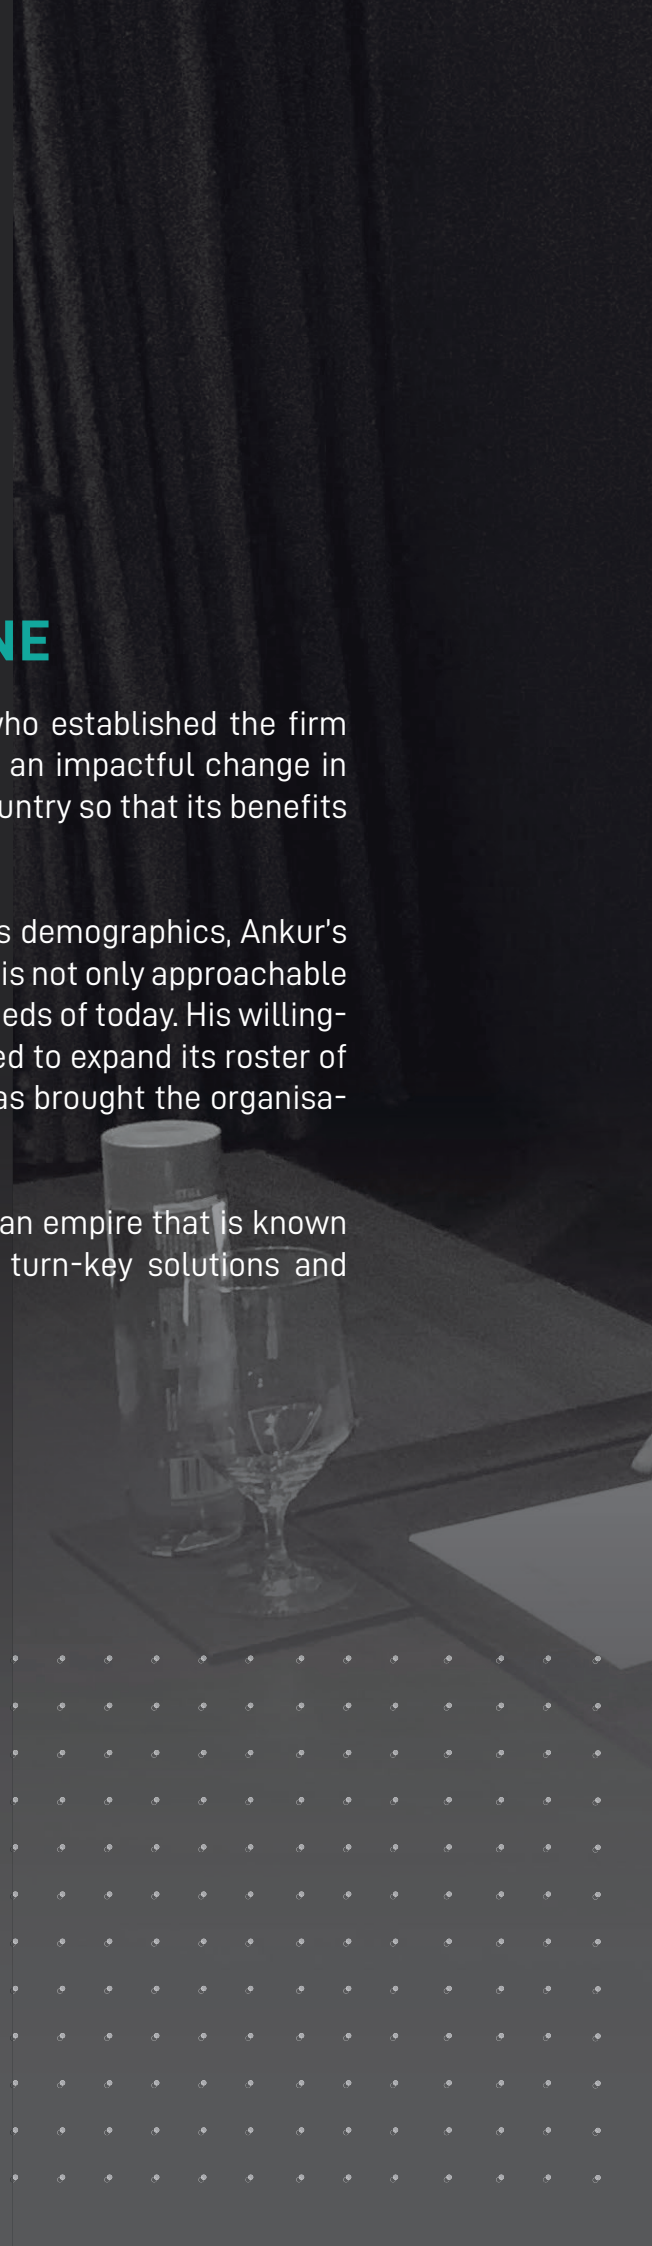 NE
who established the firm
an impactful change in
untry so that its benefits
s demographics, Ankur's
is not only approachable
eds of today. His willing-
ed to expand its roster of
as brought the organisa-
an empire that is known
turn-key solutions and